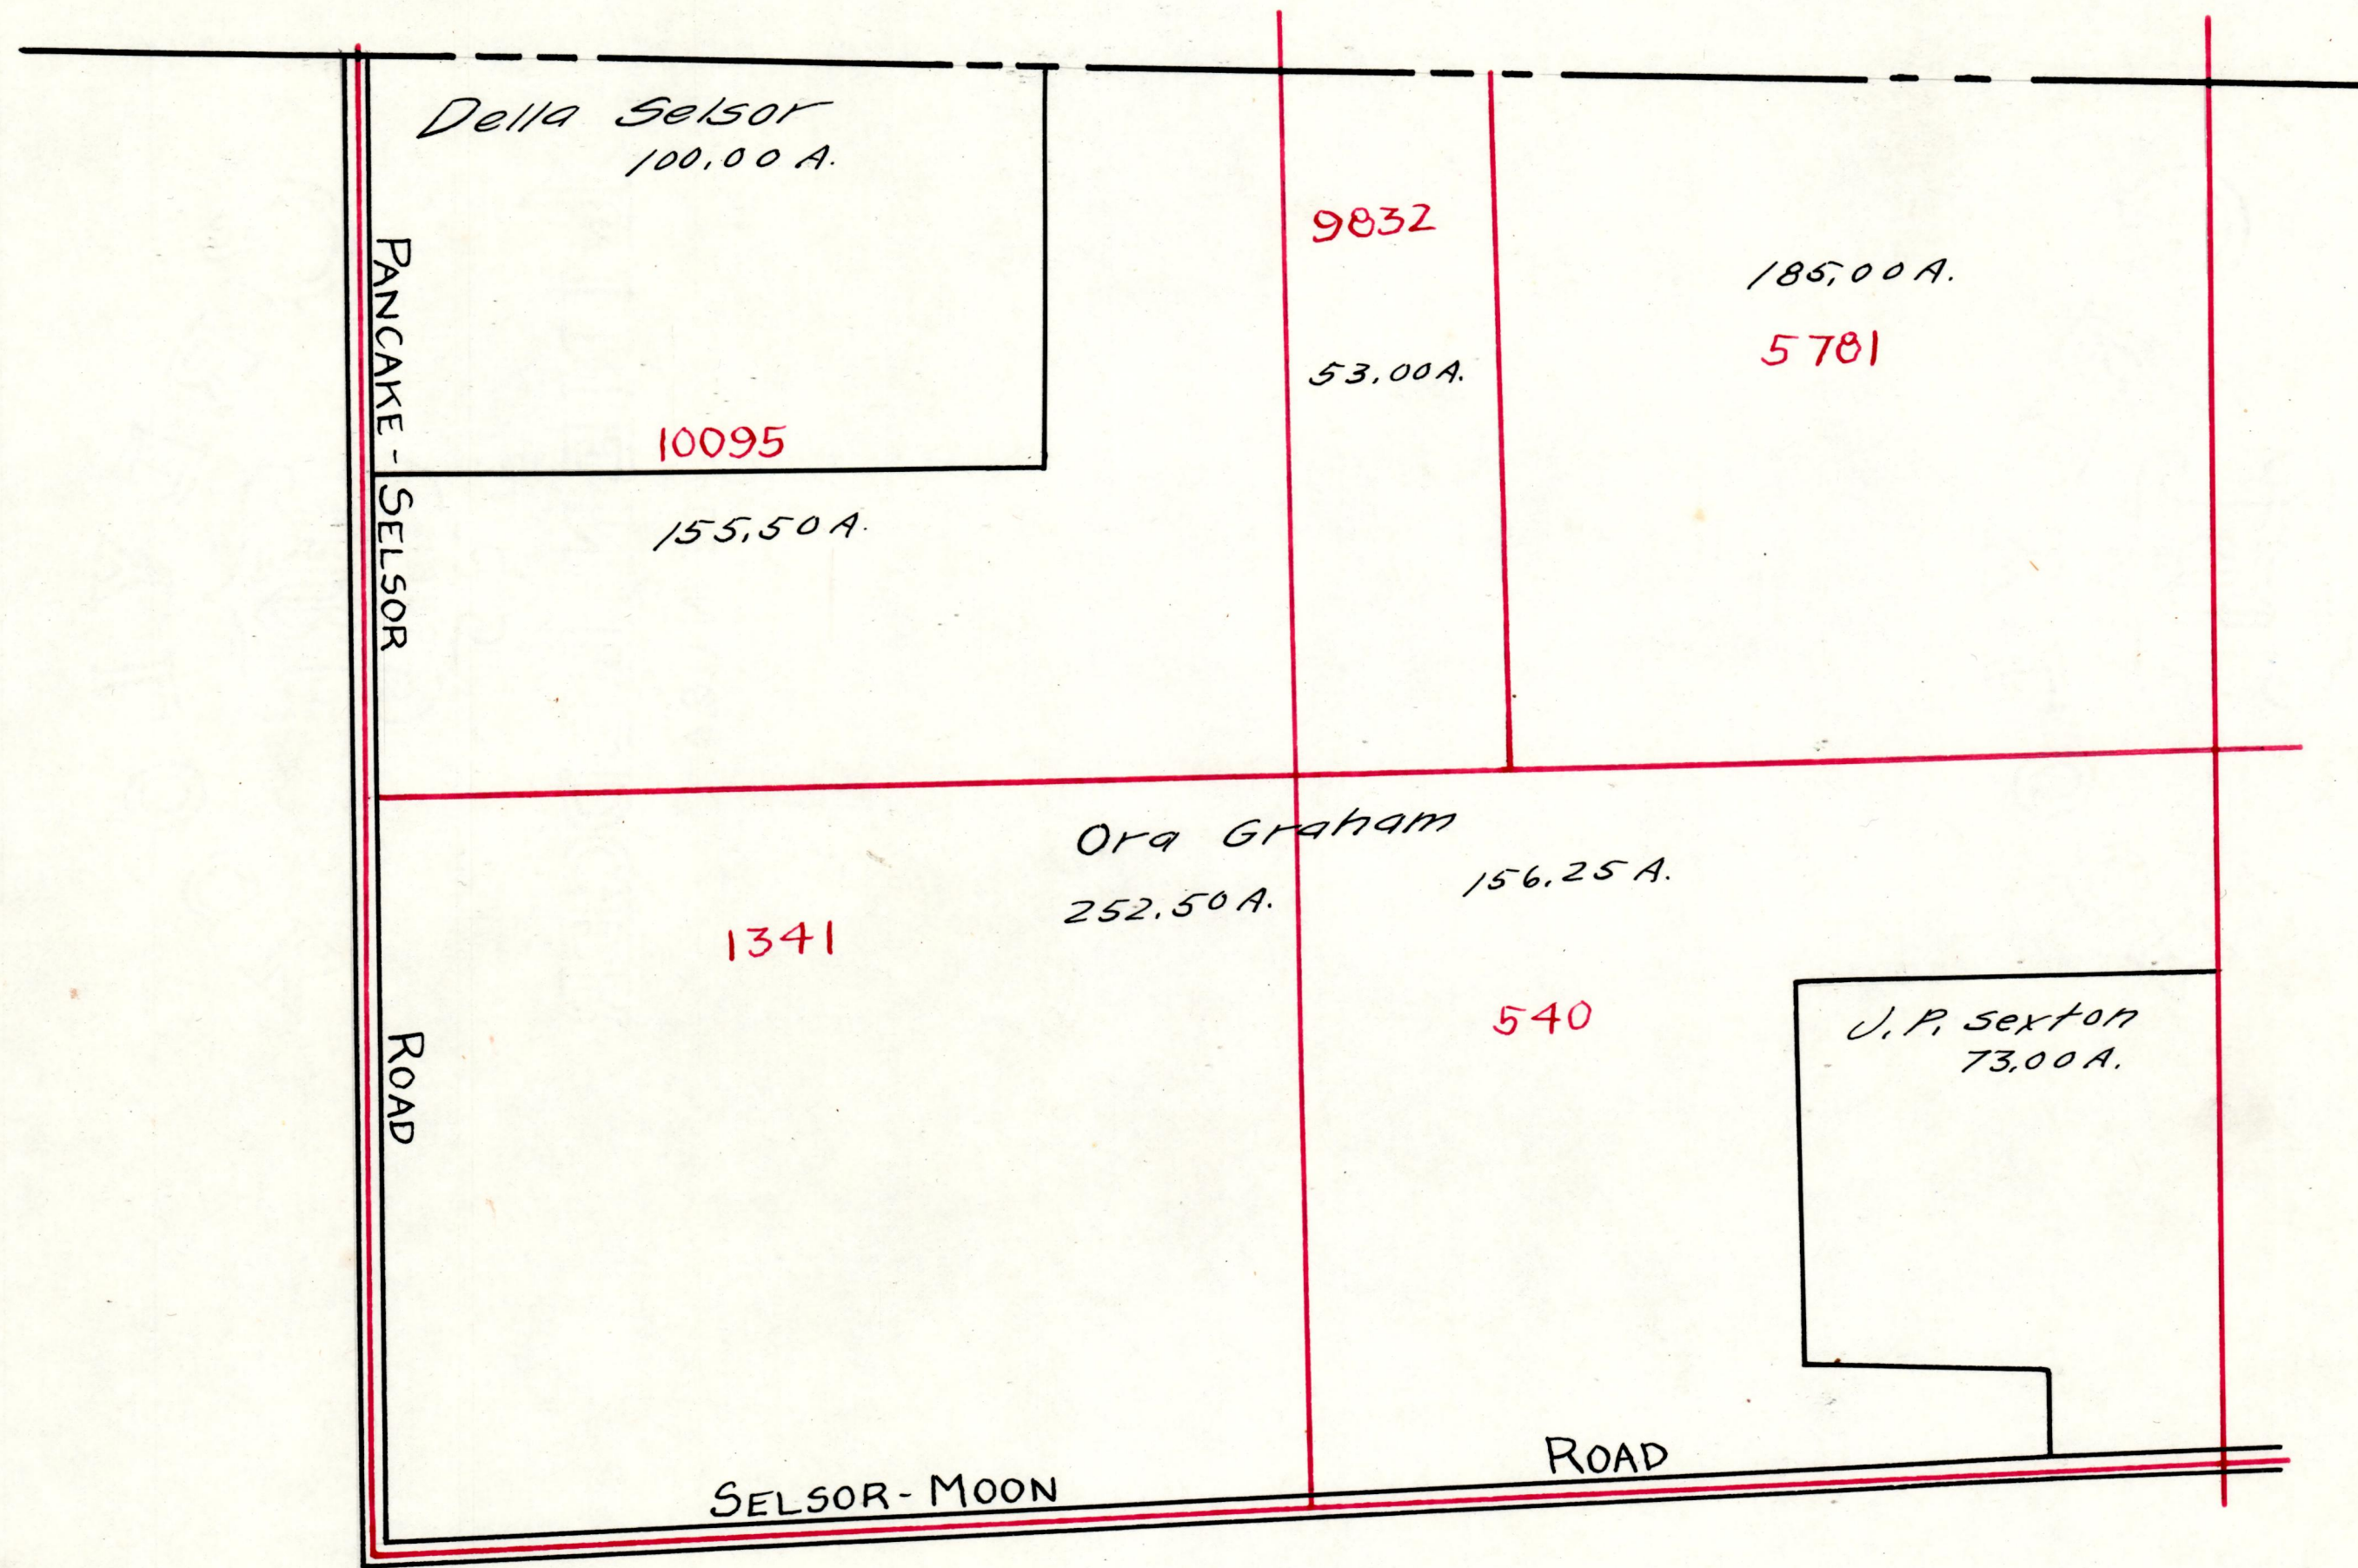 Della Selsor
100.00 A.
9832
185.00 A.
5781
53.00 A.
10095
155.50 A.
PANCAKE - SELSOR
ROAD
Ora Graham
252.50 A.
156.25 A.
1341
540
J. P. Sexton
73.00 A.
SELSOR - MOON
ROAD